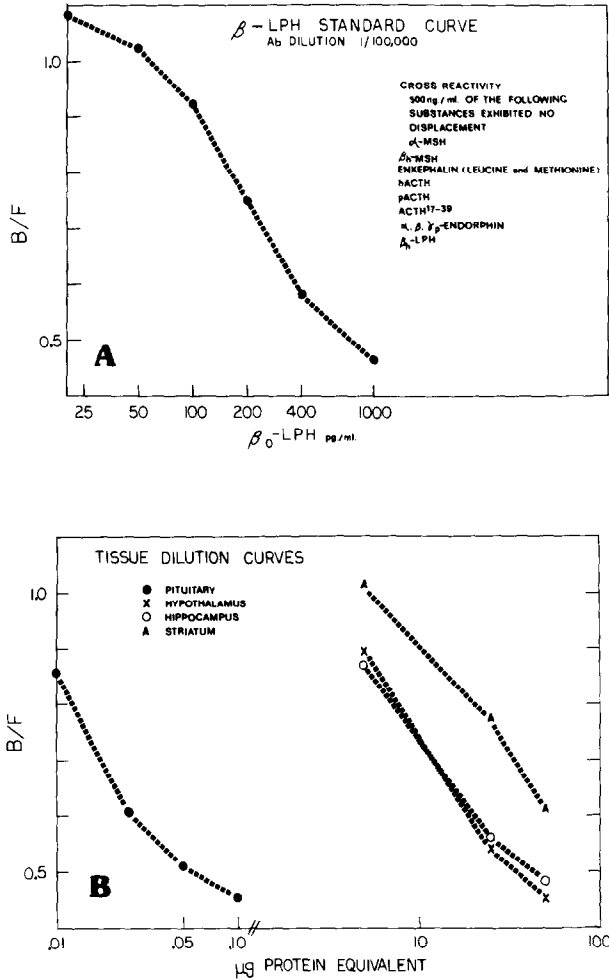 β-LPH STANDARD CURVE
Ab DILUTION 1/100,000
CROSS REACTIVITY
500ng/ml. OF THE FOLLOWING
SUBSTANCES EXHIBITED NO
DISPLACEMENT
α-MSH
βh-MSH
ENKEPHALIN (LEUCINE and METHIONINE)
hACTH
pACTH
ACTH17-39
α, β, γp-ENDORPHIN
βh-LPH
1.0
B/F
0.5
A
25 50 100 200 400 1000
βo-LPH pg./ml.
TISSUE DILUTION CURVES
● PITUITARY
X HYPOTHALAMUS
O HIPPOCAMPUS
A STRIATUM
1.0
B/F
0.5
B
.01 .05 .10 // 10 100
μg PROTEIN EQUIVALENT